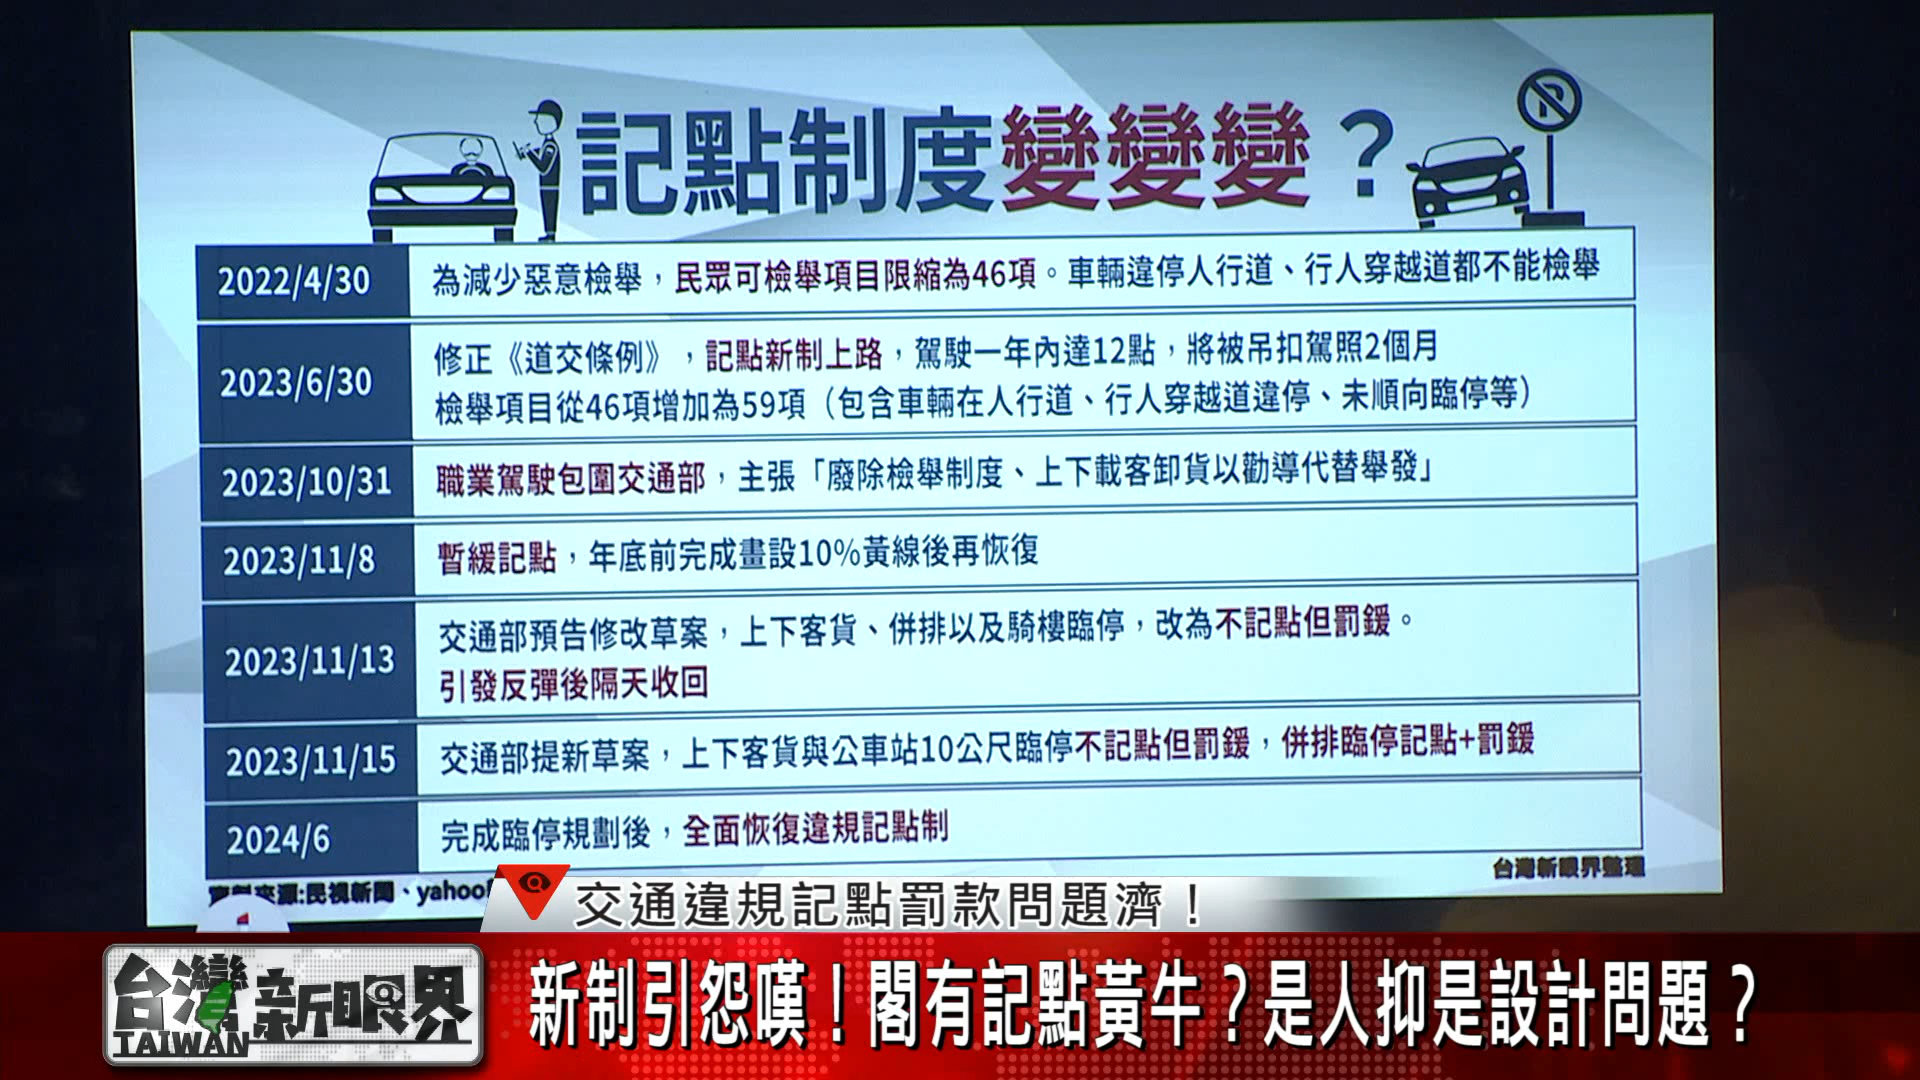 記點制度變變變？
2022/4/30
為減少惡意檢舉，民眾可檢舉項目限縮為46項。車輛違停人行道、行人穿越道都不能檢舉
2023/6/30
修正《道交條例》，記點新制上路，駕駛一年內達12點，將被吊扣駕照2個月
檢舉項目從46項增加為59項（包含車輛在人行道、行人穿越道違停、未順向臨停等）
2023/10/31
職業駕駛包圍交通部，主張「廢除檢舉制度、上下載客卸貨以勸導代替舉發」
2023/11/8
暫緩記點，年底前完成畫設10%黃線後再恢復
2023/11/13
交通部預告修改草案，上下客貨、併排以及騎樓臨停，改為不記點但罰鍰。
引發反彈後隔天收回
2023/11/15
交通部提新草案，上下客貨與公車站10公尺臨停不記點但罰鍰，併排臨停記點+罰鍰
2024/6
完成臨停規劃後，全面恢復違規記點制
台灣新眼界整理
資料來源:民視新聞、yahoo
交通違規記點罰款問題濟！
台灣新眼界
TAIWAN
新制引怨嘆！閣有記點黃牛？是人抑是設計問題？